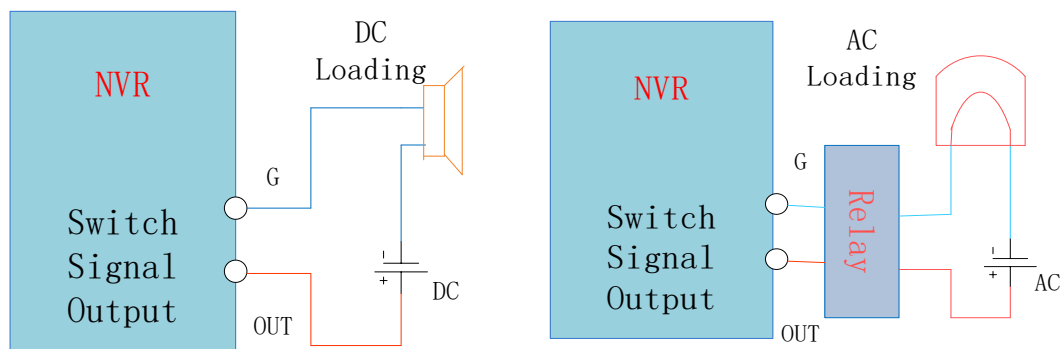 NVR
DC
Loading
G
Switch
Signal
Output
OUT
-
+
DC
NVR
AC
Loading
G
Relay
Switch
Signal
Output
OUT
-
+
AC